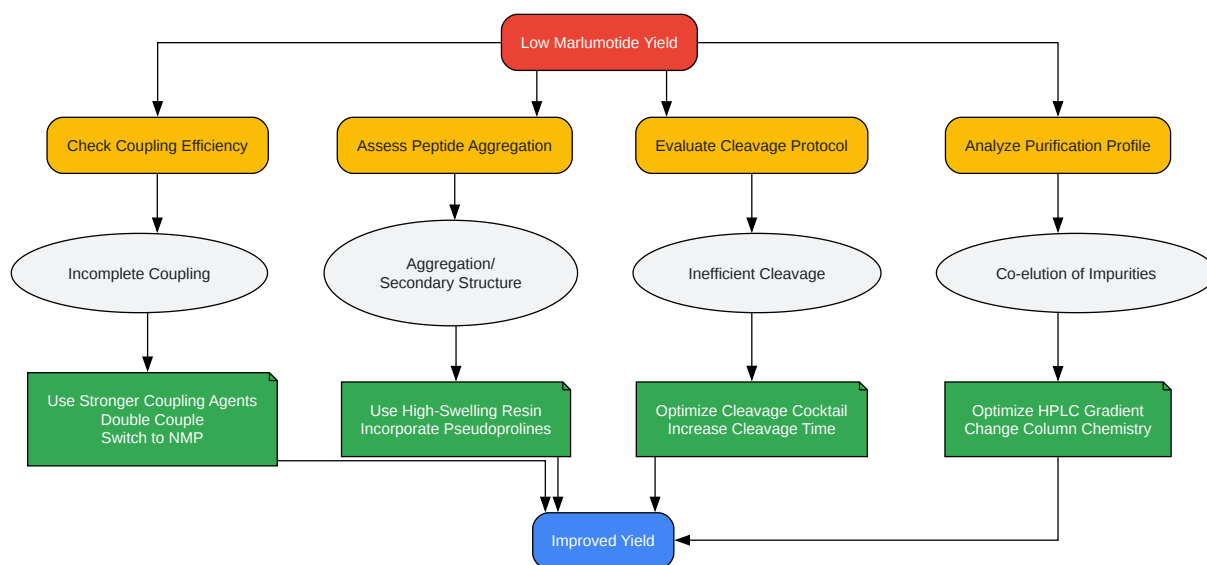 Low Marlumotide Yield
Check Coupling Efficiency
Assess Peptide Aggregation
Evaluate Cleavage Protocol
Analyze Purification Profile
Incomplete Coupling
Aggregation/
Secondary Structure
Inefficient Cleavage
Co-elution of Impurities
Use Stronger Coupling Agents
Double Couple
Switch to NMP
Use High-Swelling Resin
Incorporate Pseudoprolines
Optimize Cleavage Cocktail
Increase Cleavage Time
Optimize HPLC Gradient
Change Column Chemistry
Improved Yield